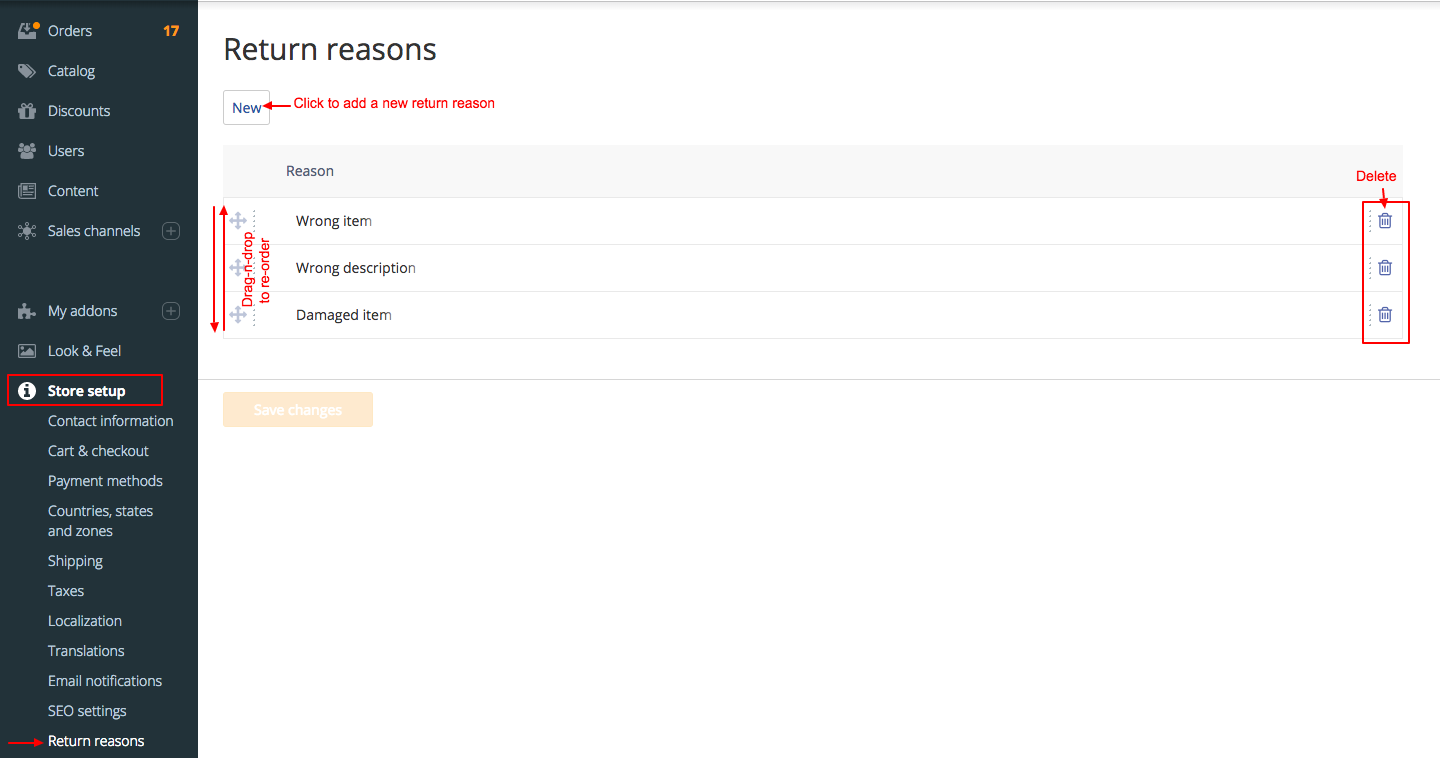 Orders 17
Catalog
Discounts
Users
Content
Sales channels
My addons
Look & Feel
Store setup
Contact information
Cart & checkout
Payment methods
Countries, states
and zones
Shipping
Taxes
Localization
Translations
Email notifications
SEO settings
Return reasons
Return reasons
New Click to add a new return reason
Reason
Delete
Drag-n-drop
to re-order
Wrong item
Wrong description
Damaged item
Save changes